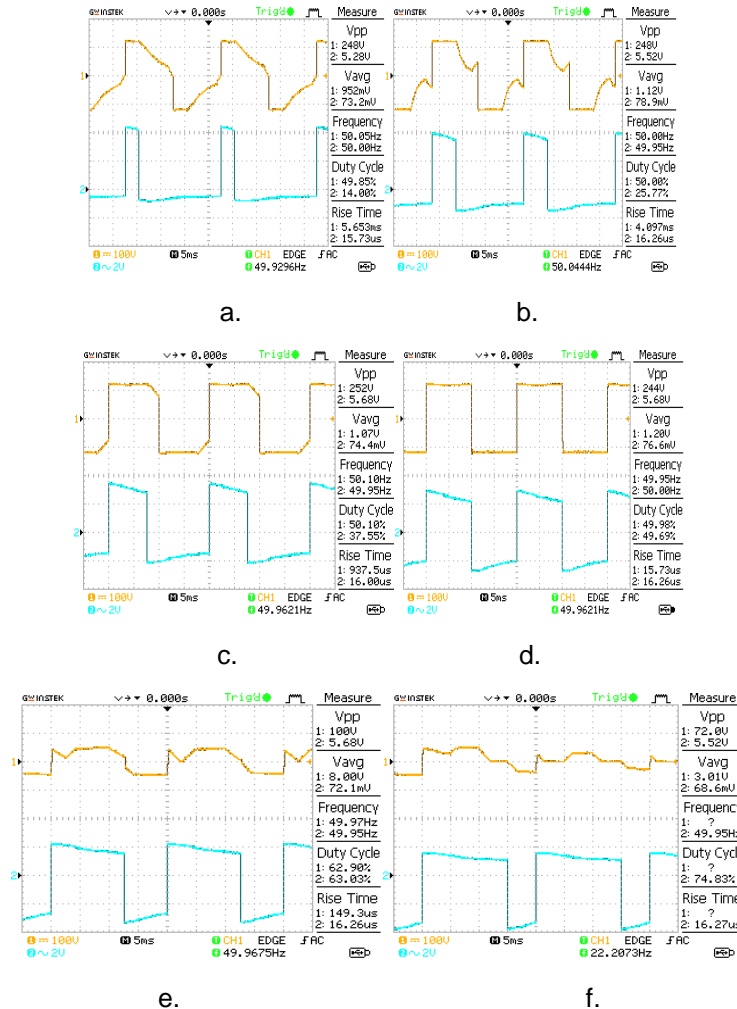 GWINSTEK 0.000s Trig'd Measure
Vpp
1: 248V
2: 5.28V
Vavg
1: 952mV
2: 73.2mV
Frequency
1: 50.05Hz
2: 50.00Hz
Duty Cycle
1: 49.85%
2: 14.00%
Rise Time
1: 5.653ms
2: 15.73us
1 = 100V M 5ms CH1 EDGE ∫AC
2 ~ 2V 49.9296Hz
a.
GWINSTEK 0.000s Trig'd Measure
Vpp
1: 248V
2: 5.52V
Vavg
1: 1.12V
2: 78.9mV
Frequency
1: 50.00Hz
2: 49.95Hz
Duty Cycle
1: 50.00%
2: 25.77%
Rise Time
1: 4.097ms
2: 16.26us
1 = 100V M 5ms CH1 EDGE ∫AC
2 ~ 2V 50.0444Hz
b.
GWINSTEK 0.000s Trig'd Measure
Vpp
1: 252V
2: 5.68V
Vavg
1: 1.07V
2: 74.4mV
Frequency
1: 50.10Hz
2: 49.95Hz
Duty Cycle
1: 50.10%
2: 37.55%
Rise Time
1: 937.5us
2: 16.00us
1 = 100V M 5ms CH1 EDGE ∫AC
2 ~ 2V 49.9621Hz
c.
GWINSTEK 0.000s Trig'd Measure
Vpp
1: 244V
2: 5.68V
Vavg
1: 1.20V
2: 76.6mV
Frequency
1: 49.95Hz
2: 50.00Hz
Duty Cycle
1: 49.98%
2: 49.69%
Rise Time
1: 15.73us
2: 16.26us
1 = 100V M 5ms CH1 EDGE ∫AC
2 ~ 2V 49.9621Hz
d.
GWINSTEK 0.000s Trig'd Measure
Vpp
1: 100V
2: 5.68V
Vavg
1: 8.00V
2: 72.1mV
Frequency
1: 49.97Hz
2: 49.95Hz
Duty Cycle
1: 62.90%
2: 63.03%
Rise Time
1: 149.3us
2: 16.26us
1 = 100V M 5ms CH1 EDGE ∫AC
2 ~ 2V 49.9675Hz
e.
GWINSTEK 0.000s Trig'd Measure
Vpp
1: 72.0V
2: 5.52V
Vavg
1: 3.01V
2: 68.6mV
Frequency
1: ?
2: 49.95Hz
Duty Cycle
1: ?
2: 74.83%
Rise Time
1: ?
2: 16.27us
1 = 100V M 5ms CH1 EDGE ∫AC
2 ~ 2V 22.2073Hz
f.